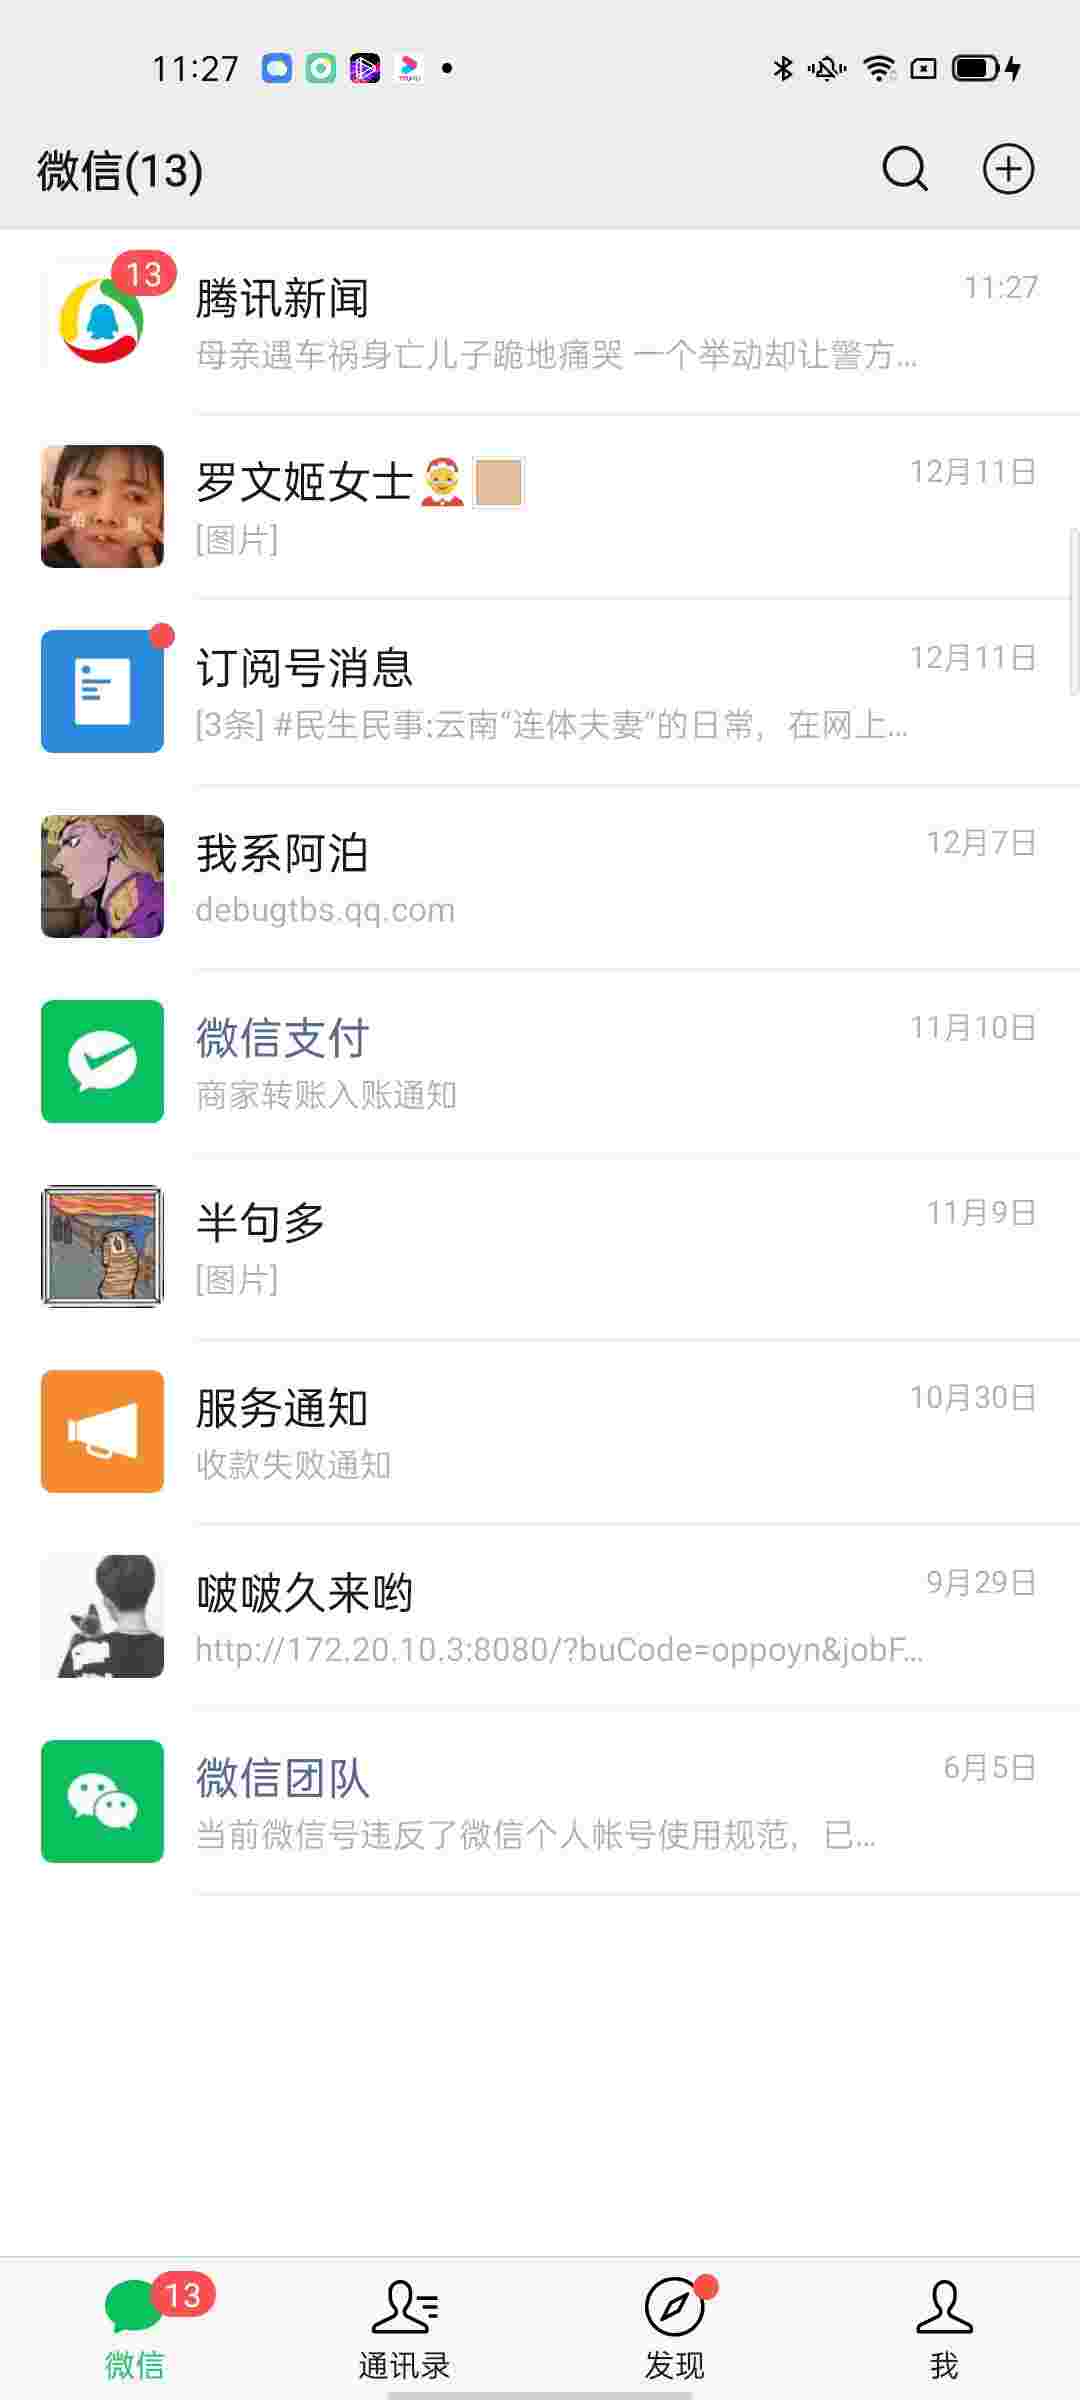 11:27
微信(13)
13
腾讯新闻
11:27
母亲遇车祸身亡儿子跪地痛哭 一个举动却让警方...
罗文姬女士🤶
12月11日
[图片]
订阅号消息
12月11日
[3条] #民生民事:云南“连体夫妻”的日常，在网上...
我系阿泊
12月7日
debugtbs.qq.com
微信支付
11月10日
商家转账入账通知
半句多
11月9日
[图片]
服务通知
10月30日
收款失败通知
啵啵久来哟
9月29日
http://172.20.10.3:8080/?buCode=oppoyn&jobF...
微信团队
6月5日
当前微信号违反了微信个人帐号使用规范，已...
13
微信
通讯录
发现
我